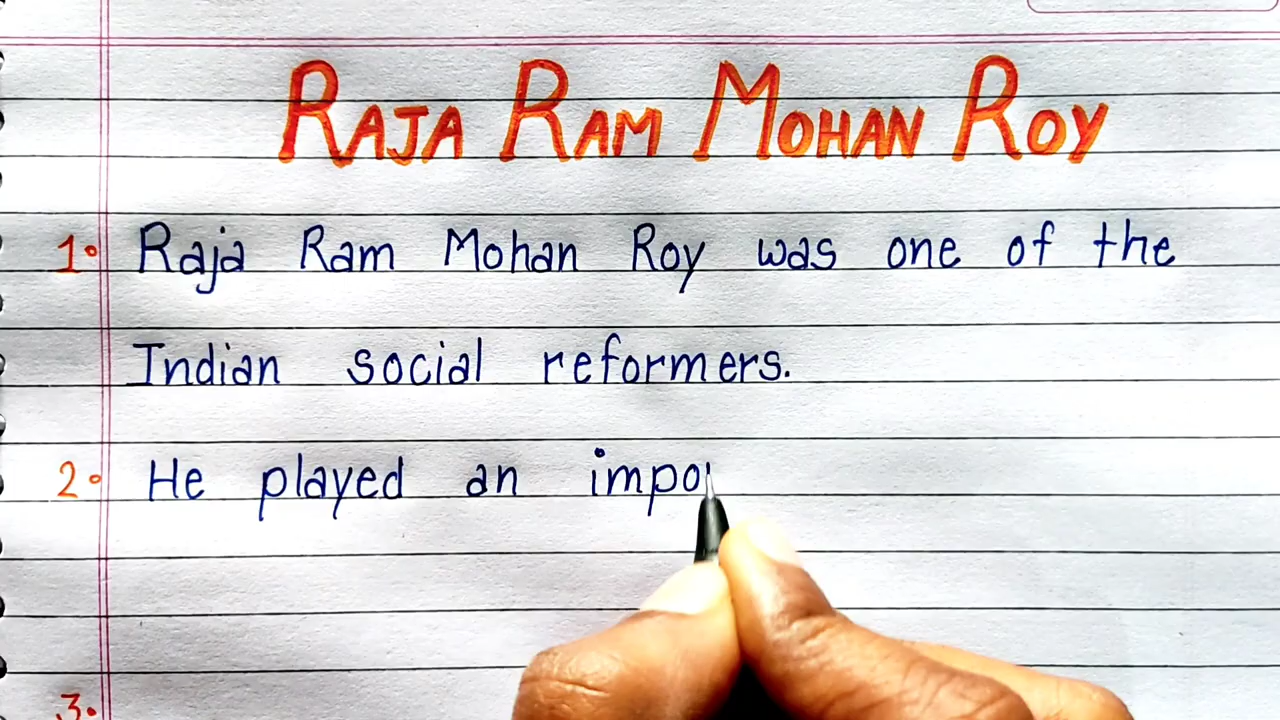 RAJA RAM MOHAN ROY
1. Raja Ram Mohan Roy was one of the
Indian social reformers.
2. He played an impo
3.